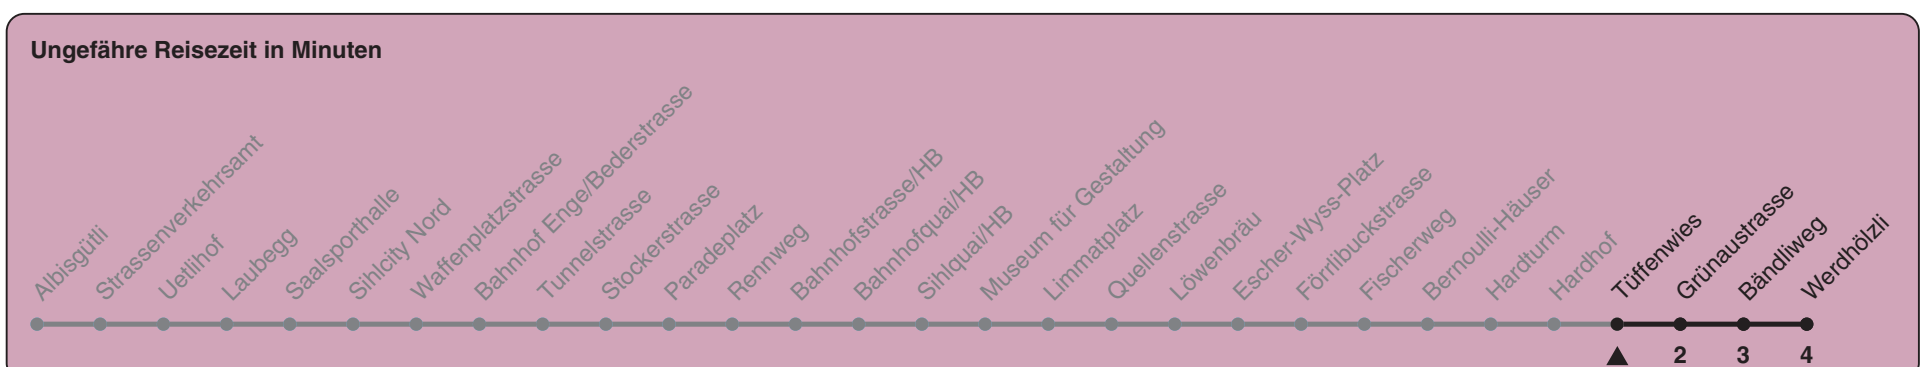 Ungefähre Reisezeit in Minuten
Albisgütli
Strassenverkehrsamt
Uetlihof
Laubegg
Saalsporthalle
Sihlcity Nord
Waffenplatzstrasse
Bahnhof Enge/Bederstrasse
Tunnelstrasse
Stockerstrasse
Paradeplatz
Rennweg
Bahnhofstrasse/HB
Bahnhofquai/HB
Sihlquai/HB
Museum für Gestaltung
Limmatplatz
Quellenstrasse
Löwenbräu
Escher-Wyss-Platz
Förrlibuckstrasse
Fischerweg
Bernoulli-Häuser
Hardturm
Hardhof
Tüffenwies
Grünaustrasse
Bändliweg
Werdhölzli
2 3 4